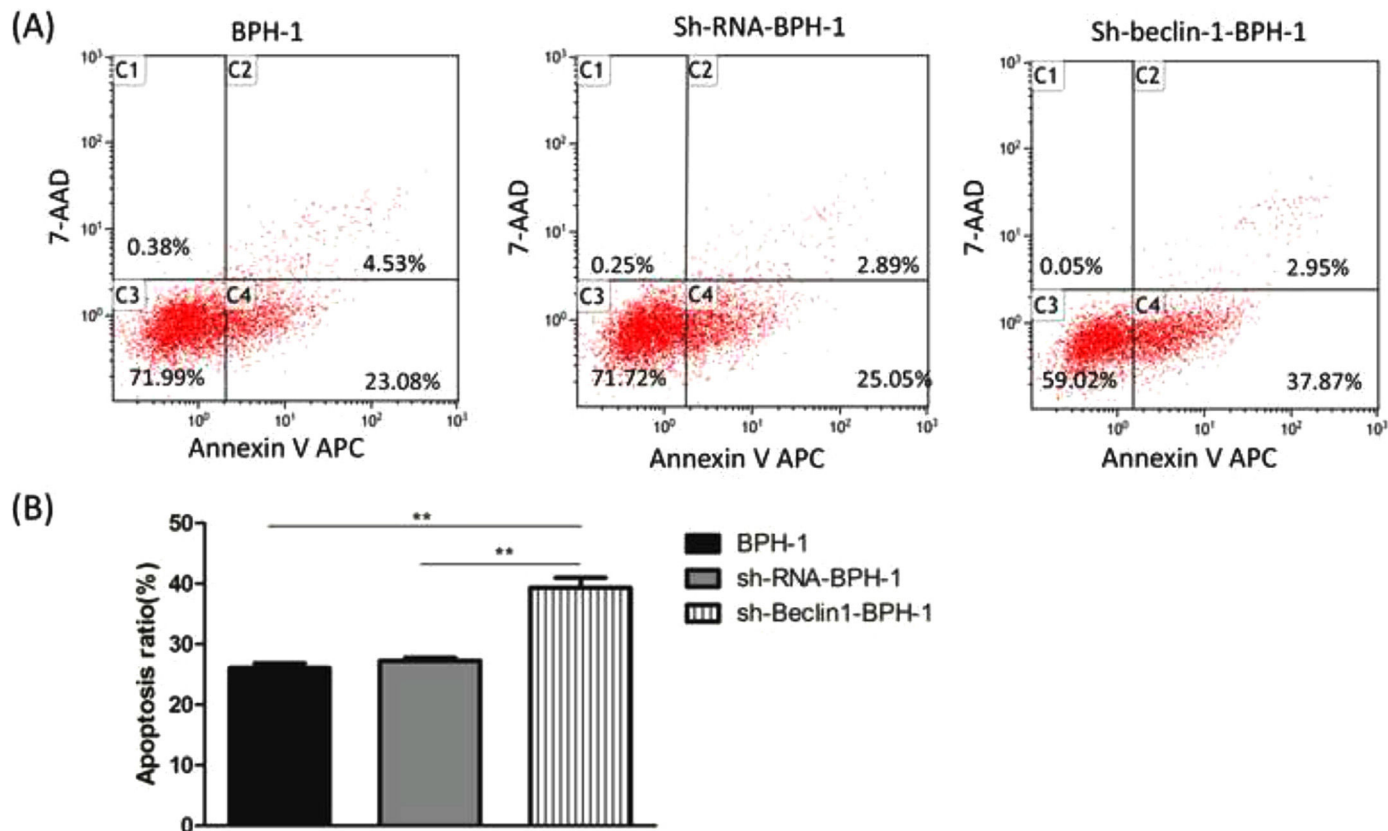 (A)
BPH-1
Sh-RNA-BPH-1
Sh-beclin-1-BPH-1
10³
C1
C2
10²
7-AAD
10¹
0.38%
4.53%
C3
C4
10⁰
71.99%
23.08%
10⁰
10¹
10²
10³
Annexin V APC
10³
C1
C2
10²
7-AAD
10¹
0.25%
2.89%
C3
C4
10⁰
71.72%
25.05%
10⁰
10¹
10²
10³
Annexin V APC
10³
C1
C2
10²
7-AAD
10¹
0.05%
2.95%
C3
C4
10⁰
59.02%
37.87%
10⁰
10¹
10²
10³
Annexin V APC
(B)
Apoptosis ratio(%)
50
40
30
20
10
0
**
**
BPH-1
sh-RNA-BPH-1
sh-Beclin1-BPH-1